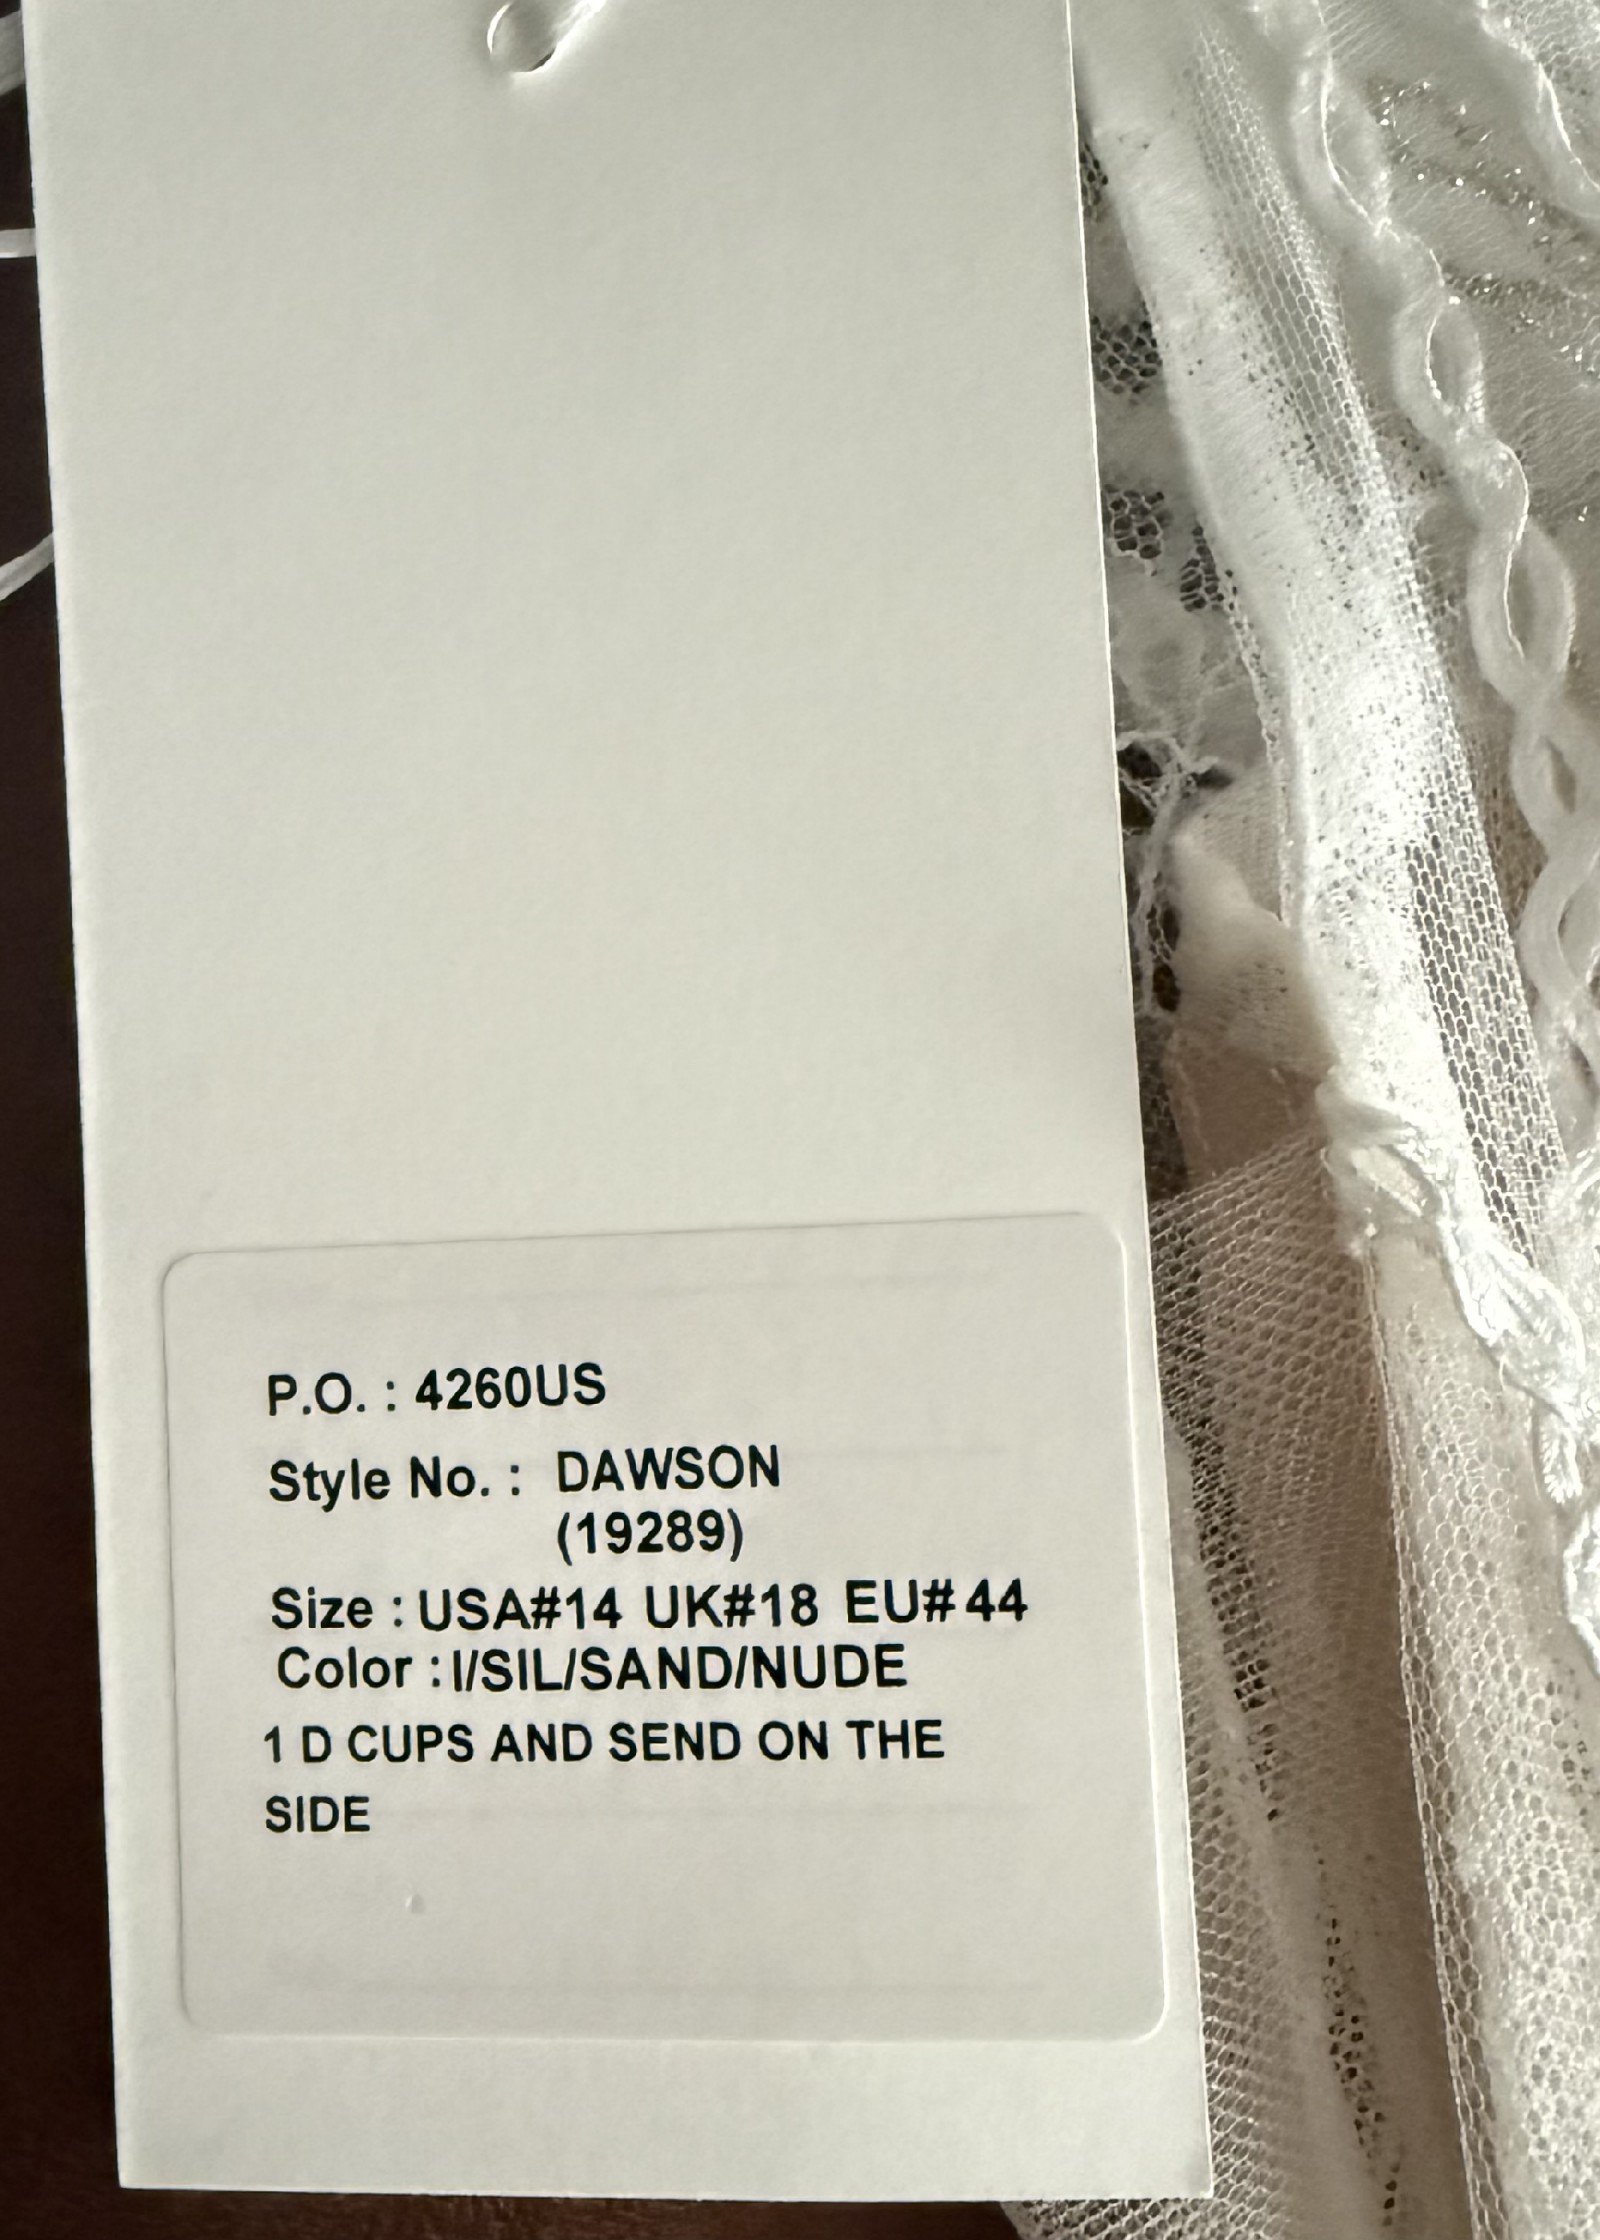 P.O. : 4260US
Style No. : DAWSON
(19289)
Size : USA#14 UK#18 EU#44
Color : I/SIL/SAND/NUDE
1 D CUPS AND SEND ON THE
SIDE